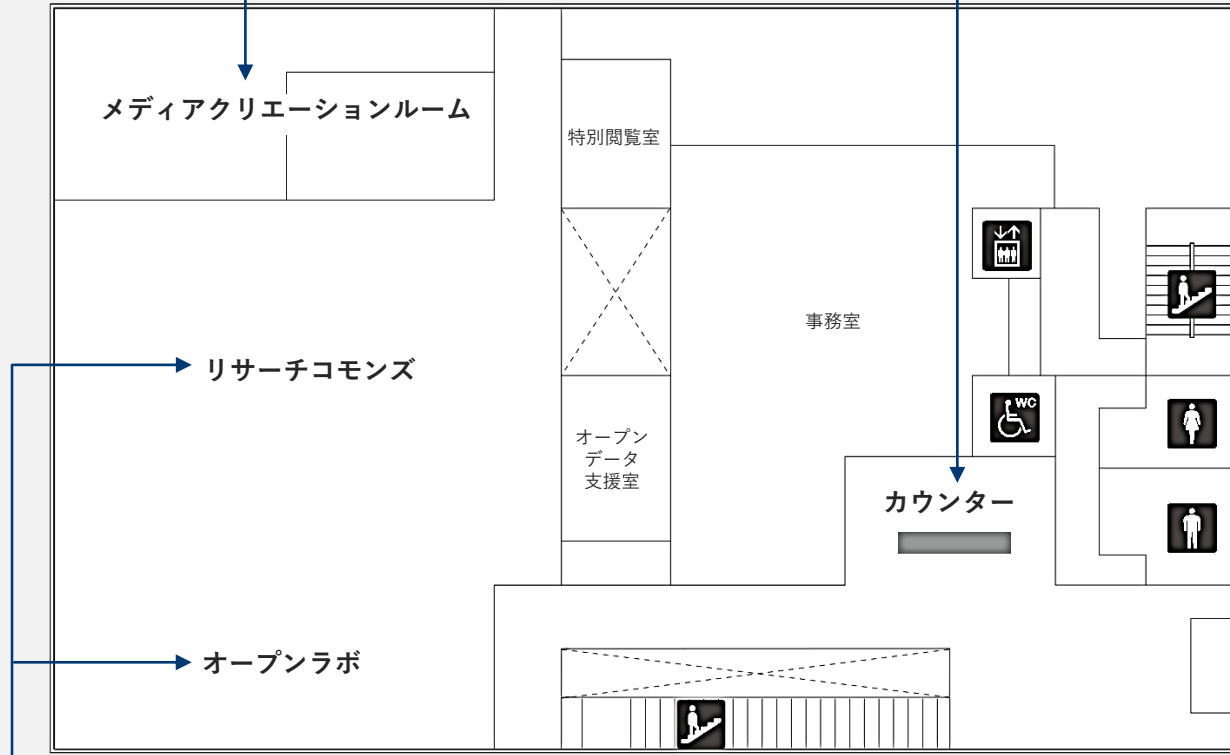 メディアクリエーションルーム
特別閲覧室
事務室
リサーチコモンズ
WC
オープン
データ
支援室
カウンター
オープンラボ